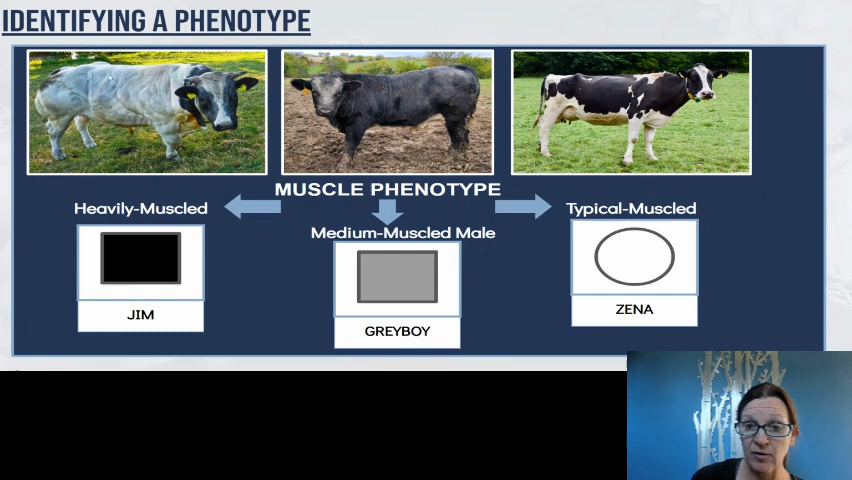 IDENTIFYING A PHENOTYPE
MUSCLE PHENOTYPE
Heavily-Muscled
Medium-Muscled Male
Typical-Muscled
JIM
GREYBOY
ZENA